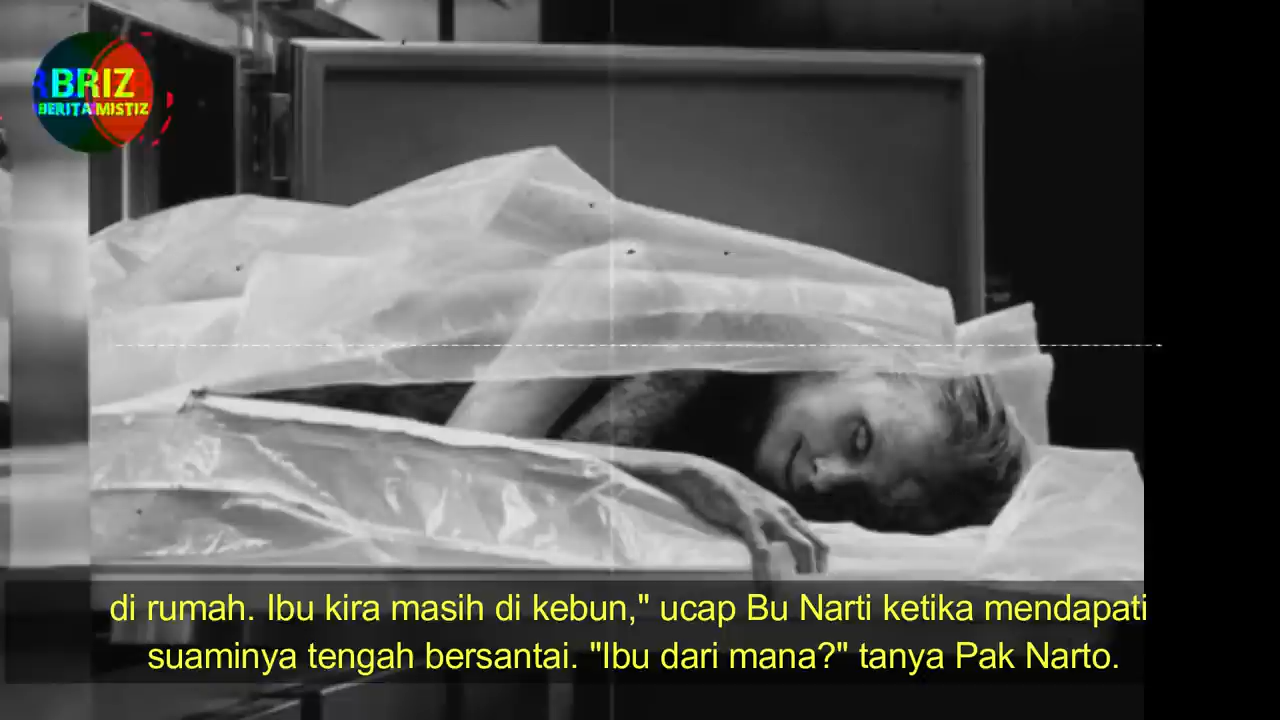 BRIZ
BERITA MISTIZ
di rumah. Ibu kira masih di kebun," ucap Bu Narti ketika mendapati
suaminya tengah bersantai. "Ibu dari mana?" tanya Pak Narto.